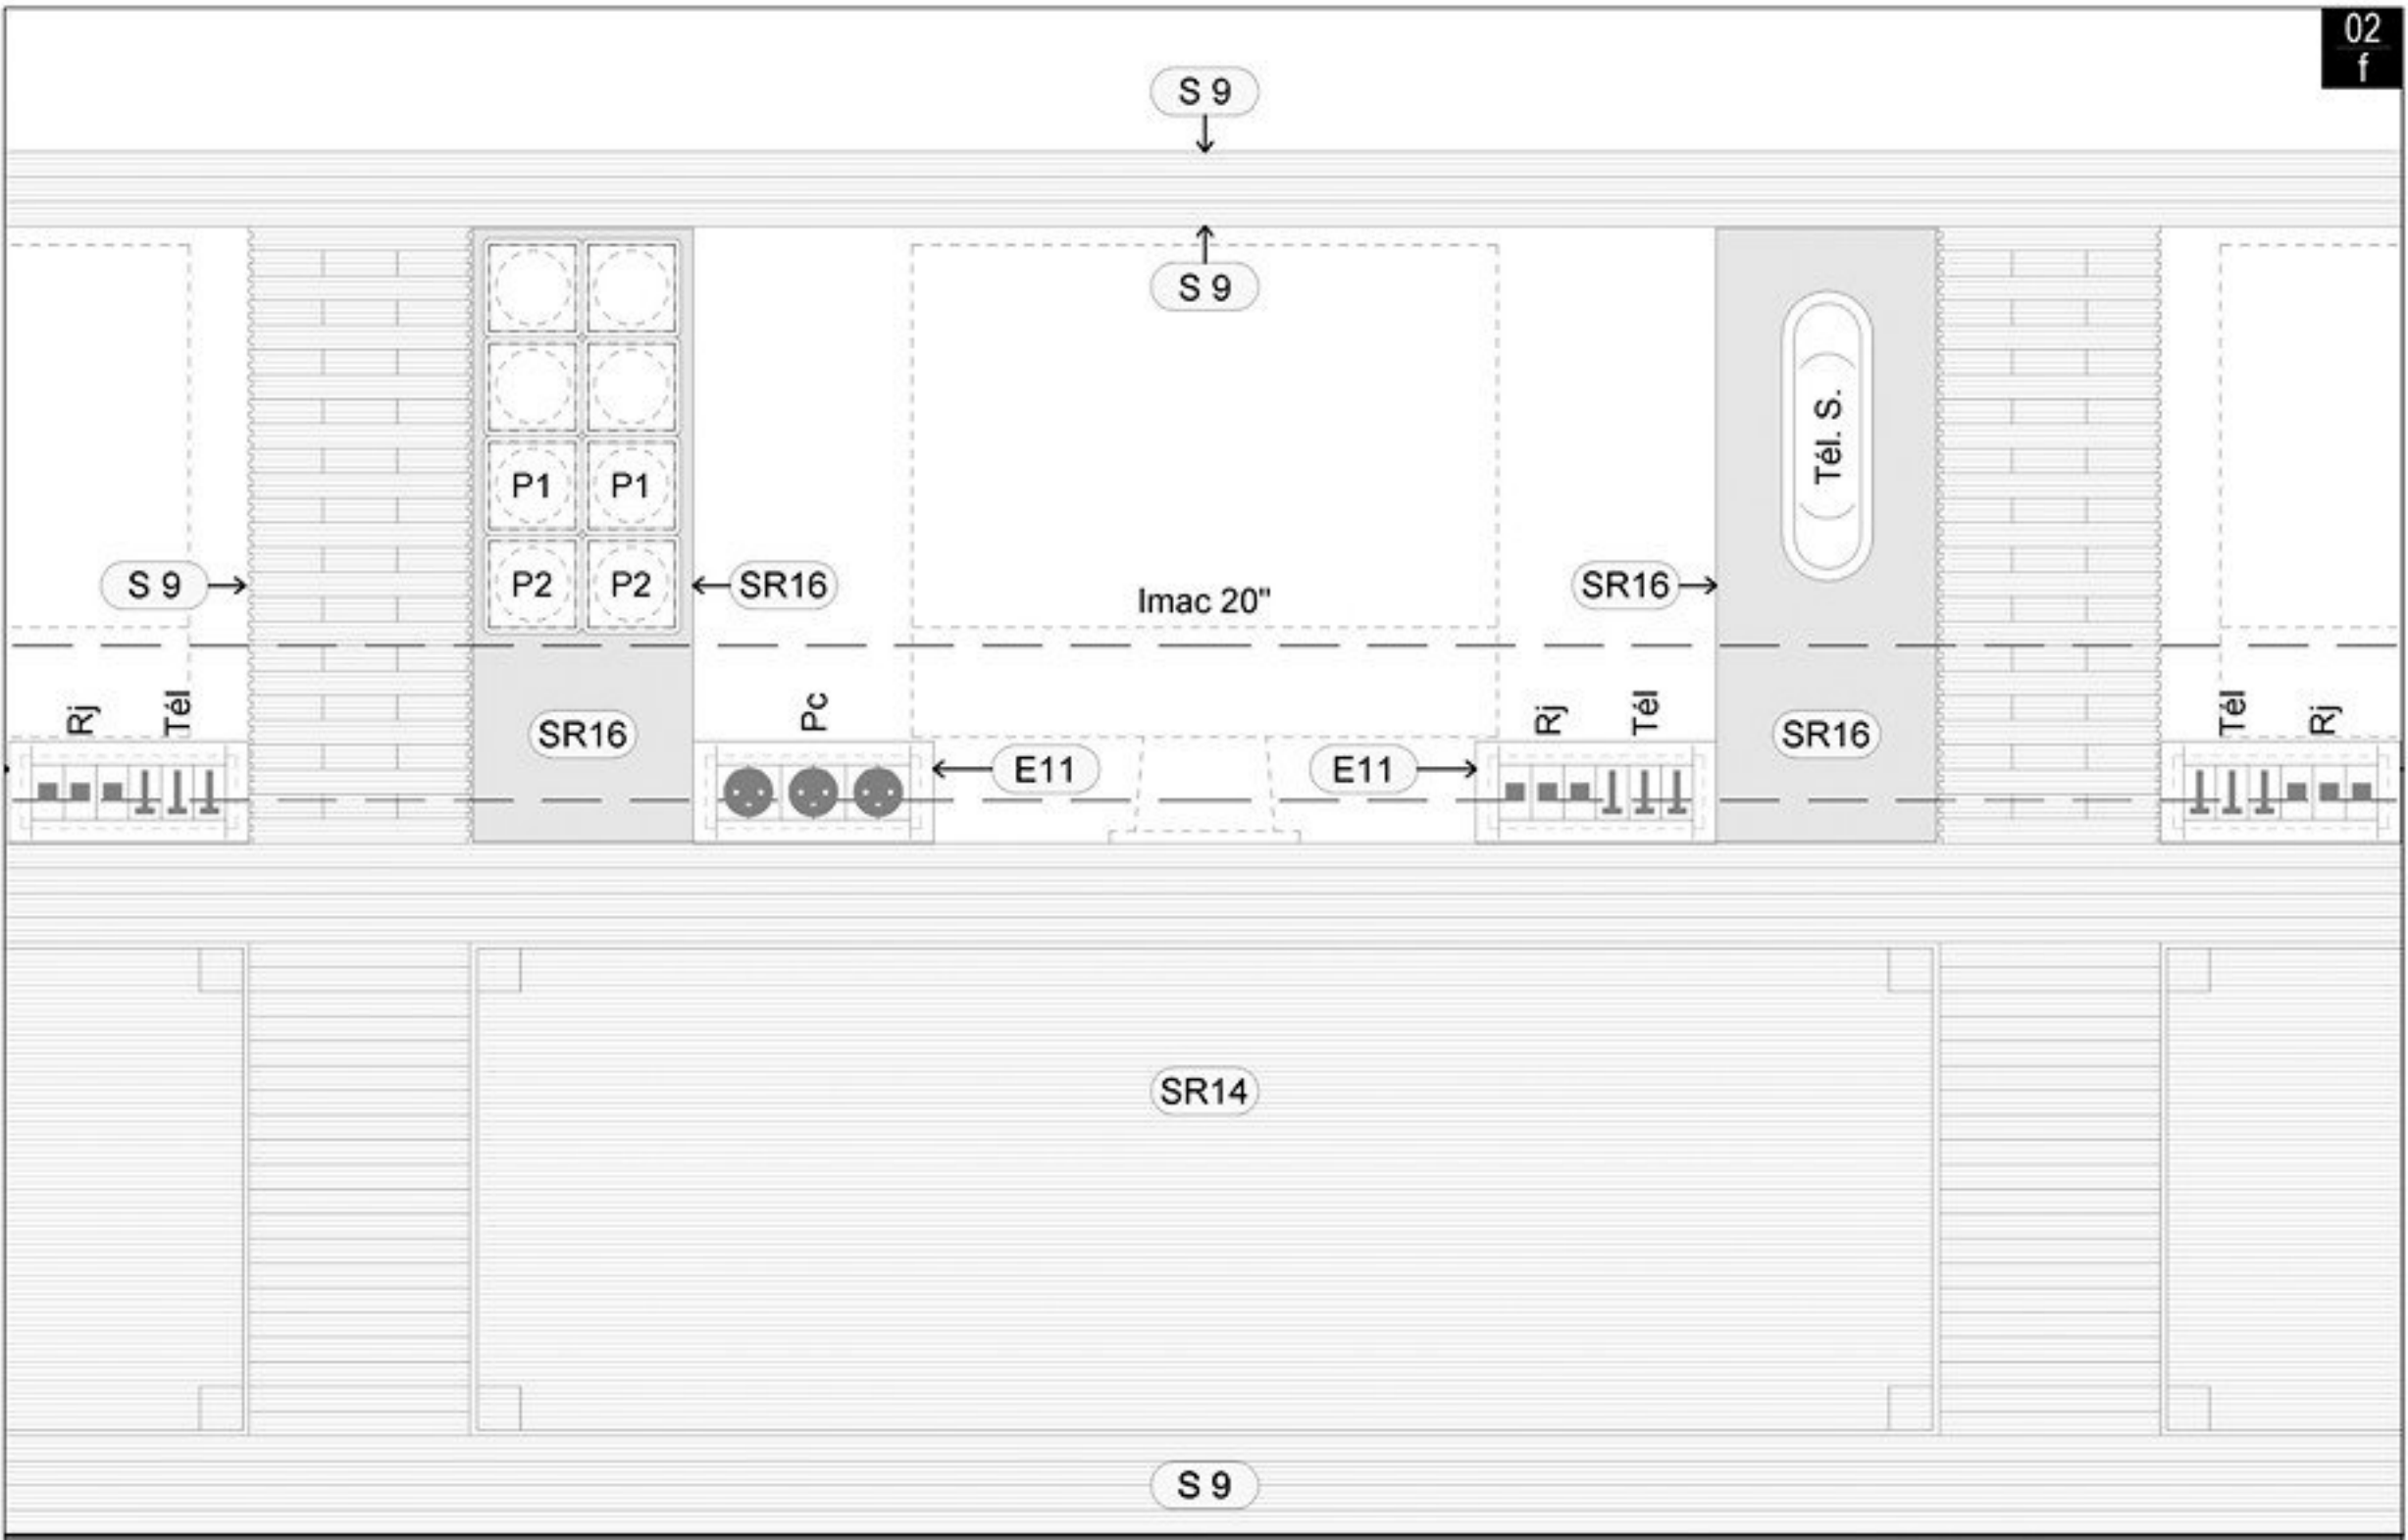 02
f
S 9
S 9
P1 P1
Tél. S.
S 9 P2 P2 SR16 SR16
Imac 20"
Rj Tél Pc Rj Tél Tél Rj
SR16 SR16
E11 E11
SR14
S 9